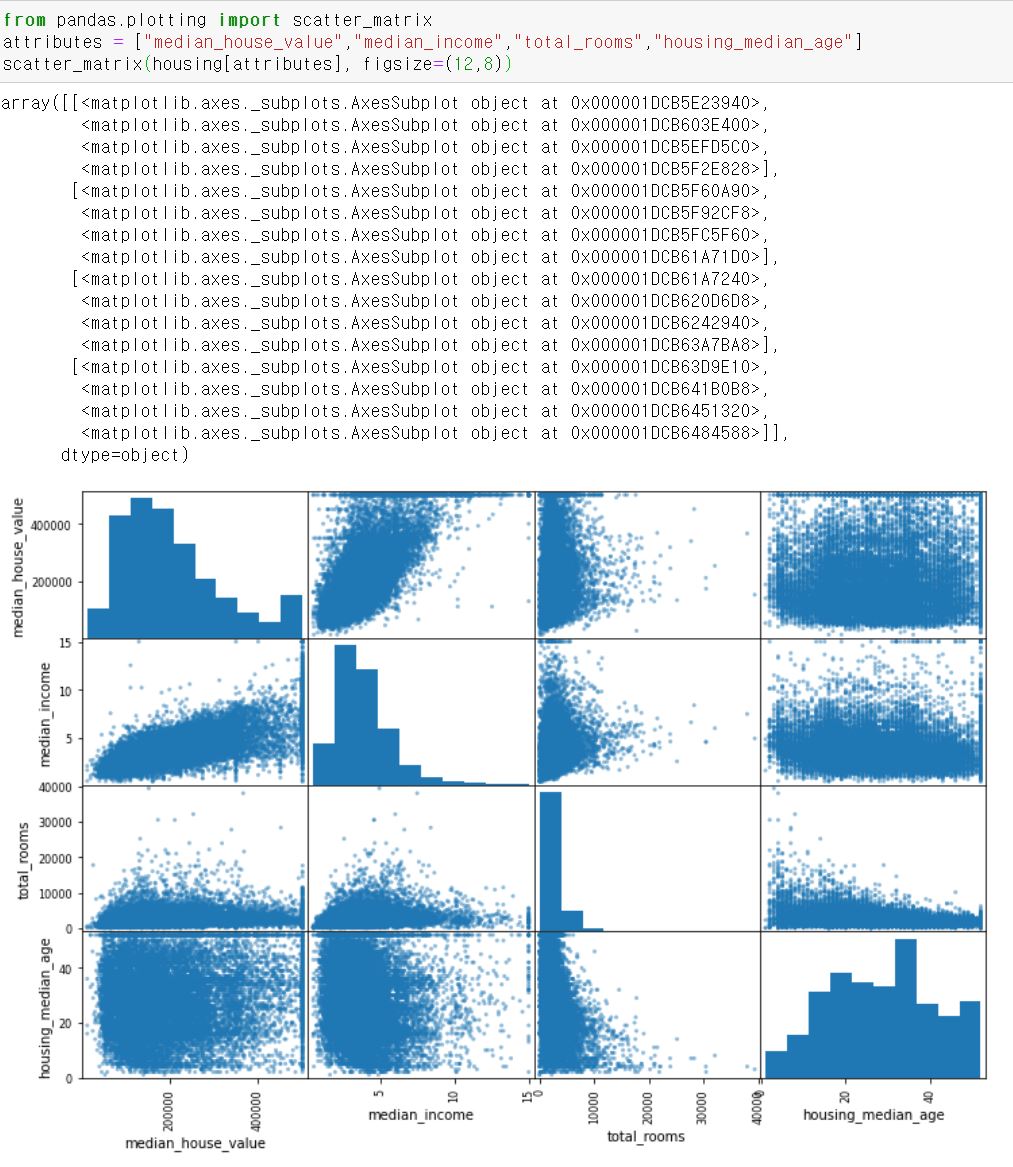 from pandas.plotting import scatter_matrix
attributes = ["median_house_value","median_income","total_rooms","housing_median_age"]
scatter_matrix(housing[attributes], figsize=(12,8))
array([[<matplotlib.axes._subplots.AxesSubplot object at 0x000001DCB5E23940>,
<matplotlib.axes._subplots.AxesSubplot object at 0x000001DCB603E400>,
<matplotlib.axes._subplots.AxesSubplot object at 0x000001DCB5EFD5C0>,
<matplotlib.axes._subplots.AxesSubplot object at 0x000001DCB5F2E828>],
[<matplotlib.axes._subplots.AxesSubplot object at 0x000001DCB5F60A90>,
<matplotlib.axes._subplots.AxesSubplot object at 0x000001DCB5F92CF8>,
<matplotlib.axes._subplots.AxesSubplot object at 0x000001DCB5FC5F60>,
<matplotlib.axes._subplots.AxesSubplot object at 0x000001DCB61A71D0>],
[<matplotlib.axes._subplots.AxesSubplot object at 0x000001DCB61A7240>,
<matplotlib.axes._subplots.AxesSubplot object at 0x000001DCB620D6D8>,
<matplotlib.axes._subplots.AxesSubplot object at 0x000001DCB6242940>,
<matplotlib.axes._subplots.AxesSubplot object at 0x000001DCB63A7BA8>],
[<matplotlib.axes._subplots.AxesSubplot object at 0x000001DCB63D9E10>,
<matplotlib.axes._subplots.AxesSubplot object at 0x000001DCB641B0B8>,
<matplotlib.axes._subplots.AxesSubplot object at 0x000001DCB6451320>,
<matplotlib.axes._subplots.AxesSubplot object at 0x000001DCB6484588>]],
dtype=object)
median_house_value
400000
200000
median_income
15
10
5
total_rooms
40000
30000
20000
10000
0
housing_median_age
40
20
0
200000
400000
median_house_value
5
10
15
median_income
0
10000
20000
30000
40000
total_rooms
0
20
40
housing_median_age